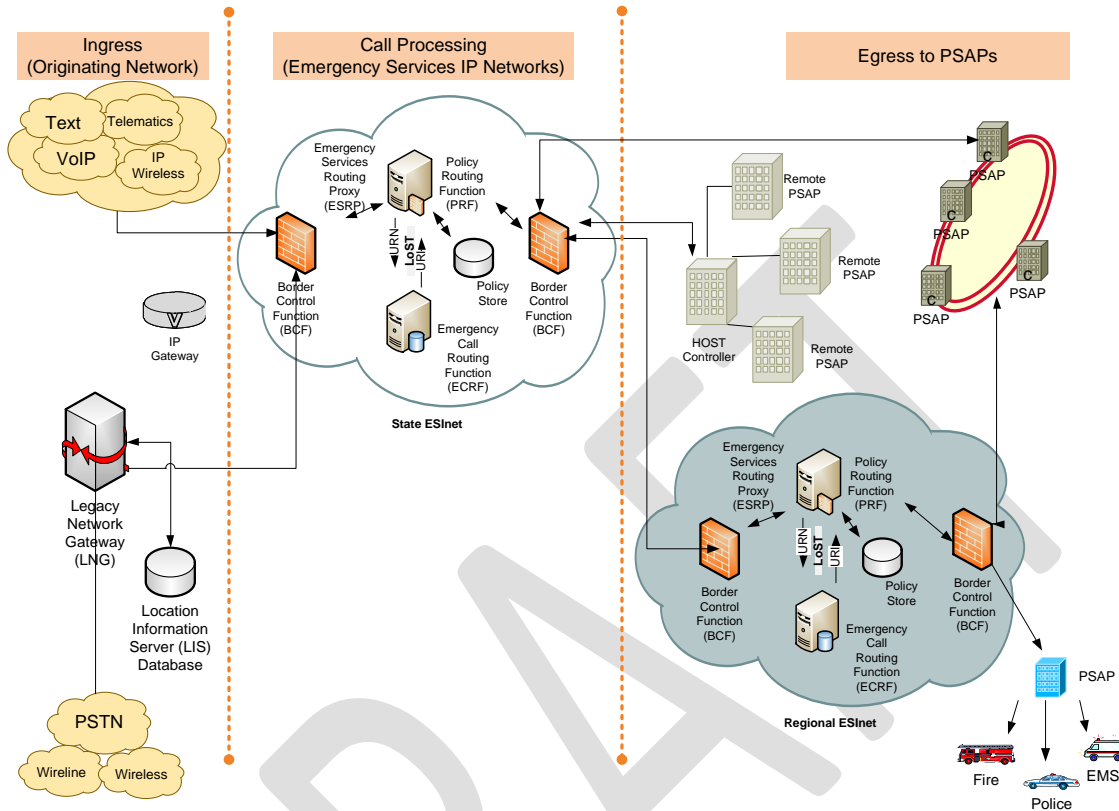 Ingress
(Originating Network)
Call Processing
(Emergency Services IP Networks)
Egress to PSAPs
Text
Telematics
VoIP
IP
Wireless
IP
Gateway
Legacy
Network
Gateway
(LNG)
Location
Information
Server (LIS)
Database
PSTN
Wireline
Wireless
Emergency
Services
Routing
Proxy
(ESRP)
Policy
Routing
Function
(PRF)
URN
LoST
URI
Policy
Store
Border
Control
Function
(BCF)
Border
Control
Function
(BCF)
Emergency
Call
Routing
Function
(ECRF)
State ESInet
Remote
PSAP
Remote
PSAP
Remote
PSAP
HOST
Controller
C
PSAP
C
PSAP
C
PSAP
C
PSAP
Emergency
Services
Routing
Proxy
(ESRP)
Policy
Routing
Function
(PRF)
URN
LoST
URI
Policy
Store
Border
Control
Function
(BCF)
Border
Control
Function
(BCF)
Emergency
Call
Routing
Function
(ECRF)
Regional ESInet
PSAP
Fire
Police
EMS
DRAFT